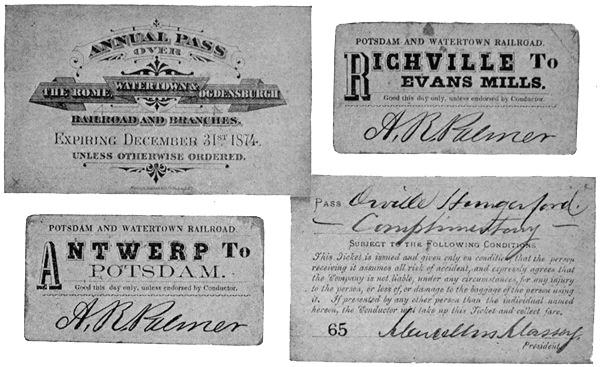 ANNUAL PASS
OVER
THE ROME, WATERTOWN & OGDENSBURGH
RAILROAD AND BRANCHES.
EXPIRING DECEMBER 31ST 1874.
UNLESS OTHERWISE ORDERED.
POTSDAM AND WATERTOWN RAILROAD.
RICHVILLE TO
EVANS MILLS.
Good this day only, unless endorsed by Conductor.
A. R. Palmer
POTSDAM AND WATERTOWN RAILROAD.
ANTWERP TO
POTSDAM.
Good this day only, unless endorsed by Conductor.
A. R. Palmer
PASS Orville Hungerford.
Complimentary
SUBJECT TO THE FOLLOWING CONDITIONS
This Ticket is issued and given only on condition that the person
receiving it assumes all risk of accident, and expressly agrees that
the Company is not liable, under any circumstances, for any injury
to the person, or loss of, or damage to the baggage of the person using
it. If presented by any other person than the individual named
hereon, the Conductor will take up this Ticket and collect fare.
65 Marcellus Massey
President